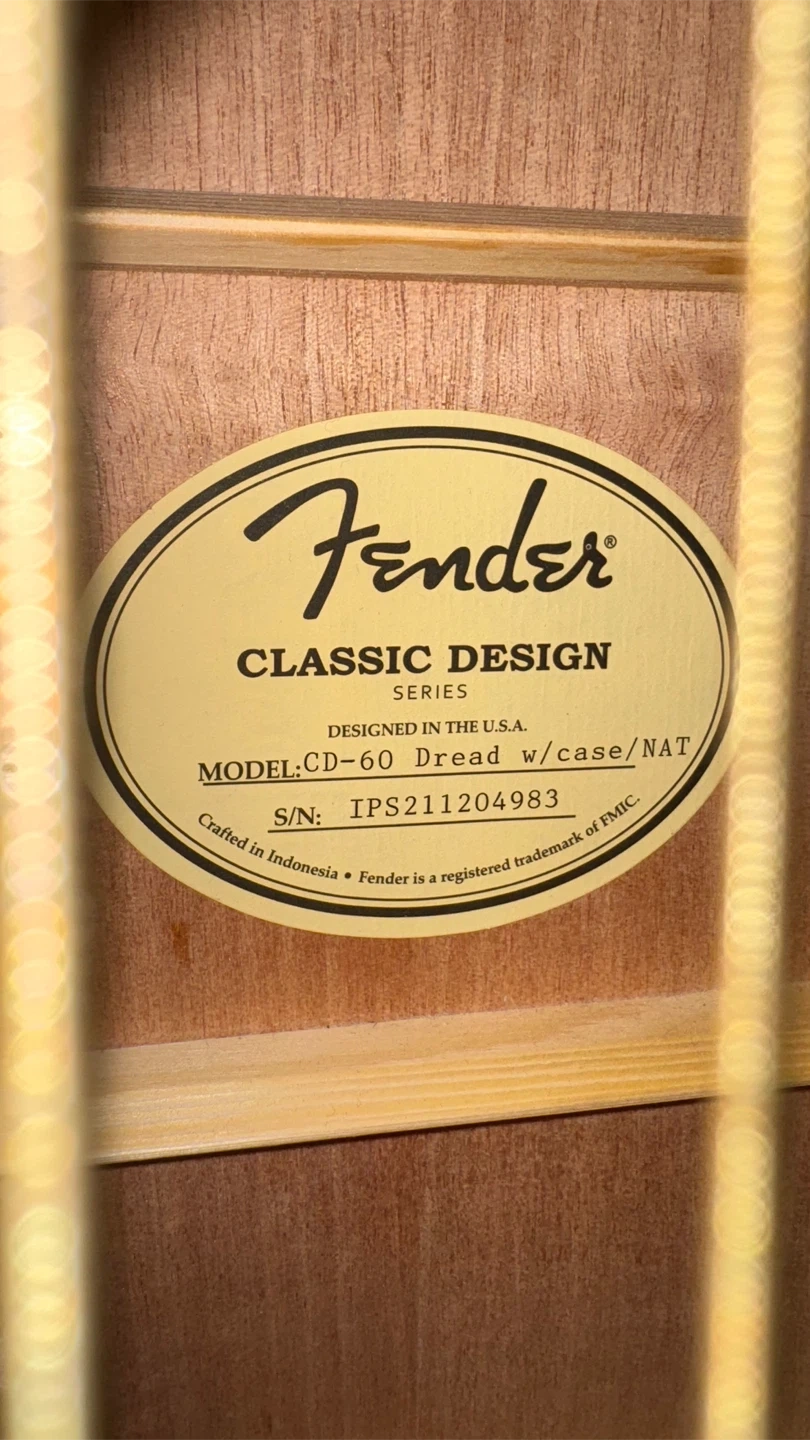 Fender®
CLASSIC DESIGN
SERIES
DESIGNED IN THE U.S.A.
MODEL:CD-60 Dread w/case/NAT
S/N: IPS211204983
Crafted in Indonesia • Fender is a registered trademark of FMIC.